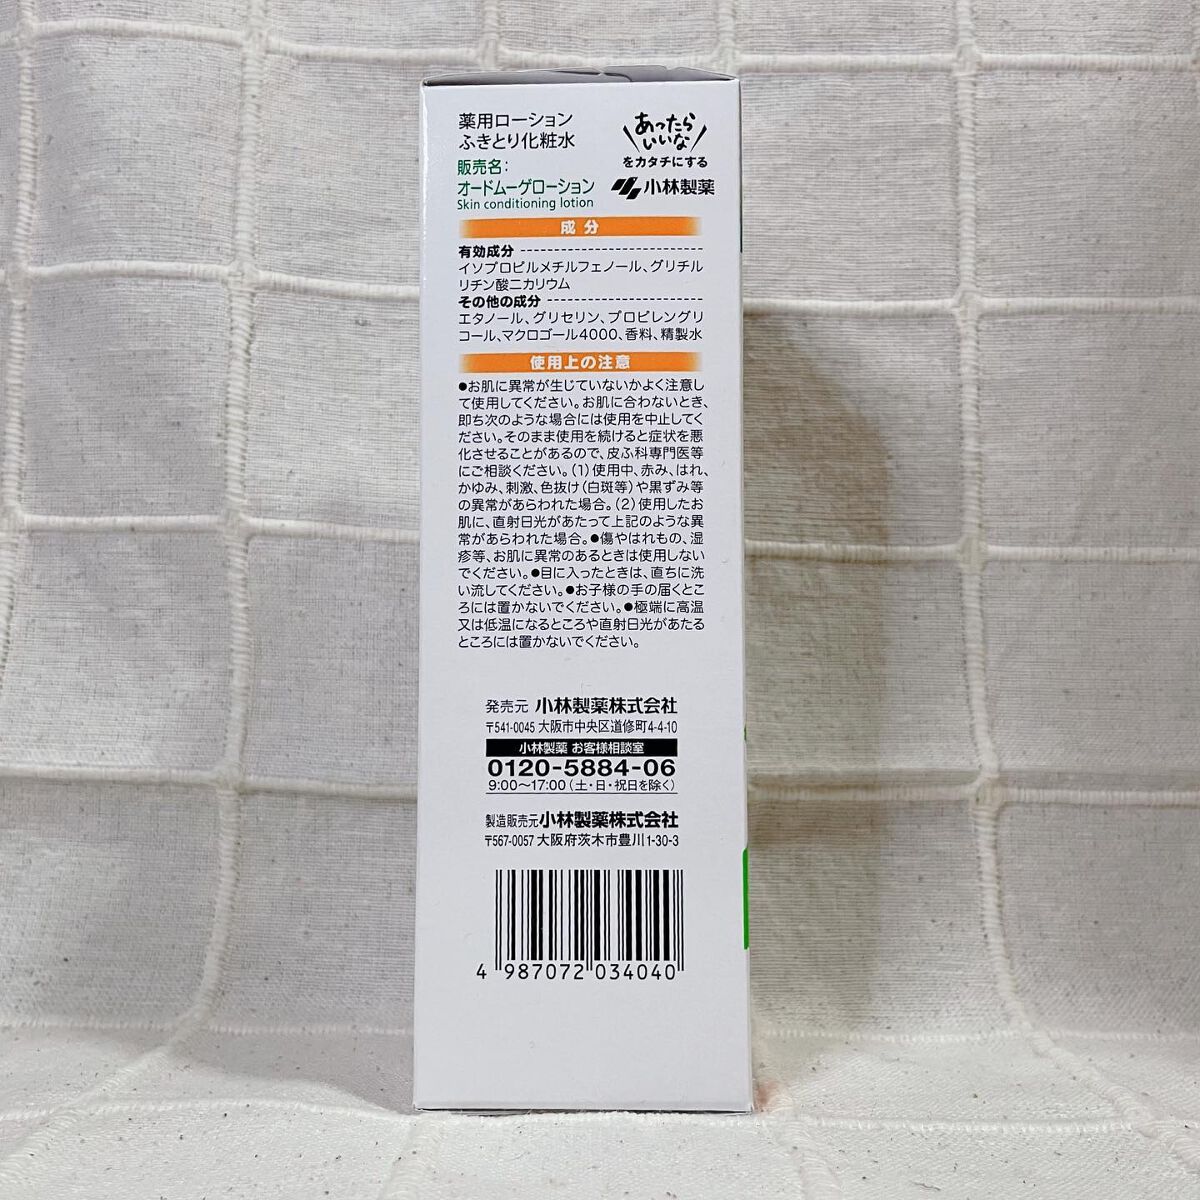 薬用ローション
ふきとり化粧水
販売名:
オードムーゲローション
Skin conditioning lotion
あったら
いいな
をカタチにする
小林製薬
成分
有効成分
イソプロピルメチルフェノール、グリチル
リチン酸二カリウム
その他の成分
エタノール、グリセリン、プロピレングリ
コール、マクロゴール4000、香料、精製水
使用上の注意
●お肌に異常が生じていないかよく注意し
て使用してください。お肌に合わないとき、
即ち次のような場合には使用を中止してく
ださい。そのまま使用を続けると症状を悪
化させることがあるので、皮ふ科専門医等
にご相談ください。(1)使用中、赤み、はれ、
かゆみ、刺激、色抜け(白斑等)や黒ずみ等
の異常があらわれた場合。(2)使用したお
肌に、直射日光があたって上記のような異
常があらわれた場合。●傷やはれもの、湿
疹等、お肌に異常のあるときは使用しない
でください。●目に入ったときは、直ちに洗
い流してください。●お子様の手の届くとこ
ろには置かないでください。●極端に高温
又は低温になるところや直射日光があたる
ところには置かないでください。
発売元 小林製薬株式会社
〒541-0045 大阪市中央区道修町4-4-10
小林製薬 お客様相談室
0120-5884-06
9:00〜17:00(土・日・祝日を除く)
製造販売元 小林製薬株式会社
〒567-0057 大阪府茨木市豊川1-30-3
4 987072 034040